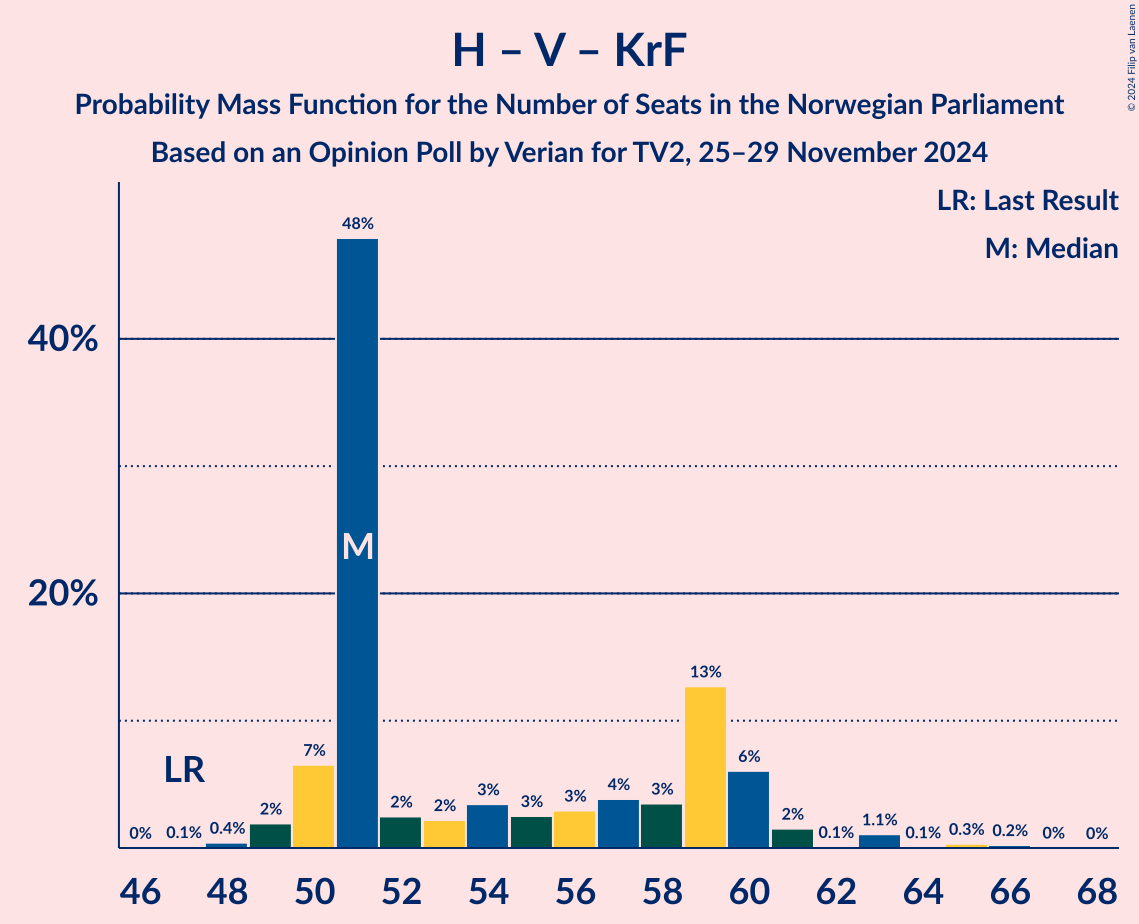 H – V – KrF
Probability Mass Function for the Number of Seats in the Norwegian Parliament
Based on an Opinion Poll by Verian for TV2, 25–29 November 2024
© 2024 Filip van Laenen
LR: Last Result
M: Median
40%
20%
LR
M
0%
0.1%
0.4%
2%
7%
48%
2%
2%
3%
3%
3%
4%
3%
13%
6%
2%
0.1%
1.1%
0.1%
0.3%
0.2%
0%
0%
46 48 50 52 54 56 58 60 62 64 66 68